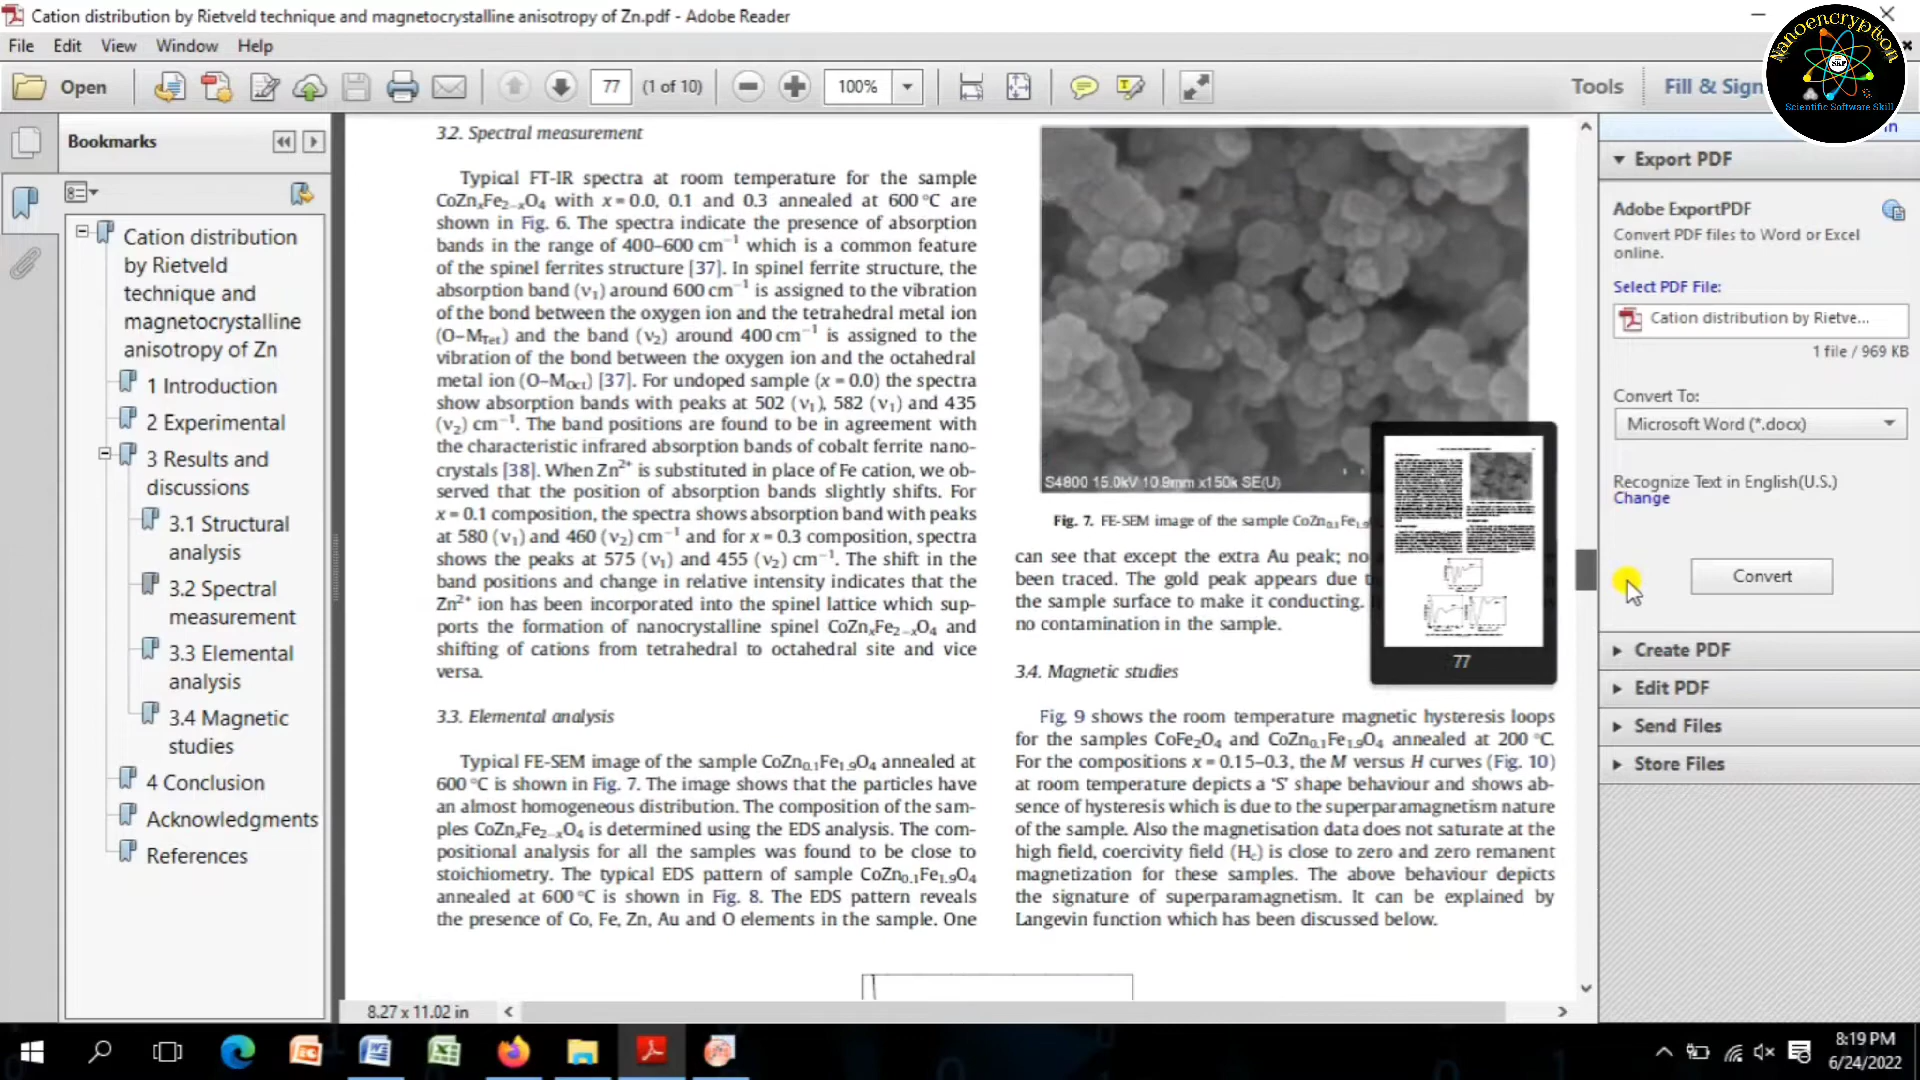 Cation distribution by Rietveld technique and magnetocrystalline anisotropy of Zn.pdf - Adobe Reader
File Edit View Window Help
Open 77 (1 of 10) 100% Tools Fill & Sign
Nanoencryption
SKP
Scientific Software Skill
Bookmarks
Cation distribution
by Rietveld
technique and
magnetocrystalline
anisotropy of Zn
1 Introduction
2 Experimental
3 Results and
discussions
3.1 Structural
analysis
3.2 Spectral
measurement
3.3 Elemental
analysis
3.4 Magnetic
studies
4 Conclusion
Acknowledgments
References
3.2. Spectral measurement
Typical FT-IR spectra at room temperature for the sample
CoZnxFe2−xO4 with x = 0.0, 0.1 and 0.3 annealed at 600 °C are
shown in Fig. 6. The spectra indicate the presence of absorption
bands in the range of 400–600 cm−1 which is a common feature
of the spinel ferrites structure [37]. In spinel ferrite structure, the
absorption band (ν1) around 600 cm−1 is assigned to the vibration
of the bond between the oxygen ion and the tetrahedral metal ion
(O–MTet) and the band (ν2) around 400 cm−1 is assigned to the
vibration of the bond between the oxygen ion and the octahedral
metal ion (O–MOct) [37]. For undoped sample (x = 0.0) the spectra
show absorption bands with peaks at 502 (ν1), 582 (ν1) and 435
(ν2) cm−1. The band positions are found to be in agreement with
the characteristic infrared absorption bands of cobalt ferrite nano-
crystals [38]. When Zn2+ is substituted in place of Fe cation, we ob-
served that the position of absorption bands slightly shifts. For
x = 0.1 composition, the spectra shows absorption band with peaks
at 580 (ν1) and 460 (ν2) cm−1 and for x = 0.3 composition, spectra
shows the peaks at 575 (ν1) and 455 (ν2) cm−1. The shift in the
band positions and change in relative intensity indicates that the
Zn2+ ion has been incorporated into the spinel lattice which sup-
ports the formation of nanocrystalline spinel CoZnxFe2−xO4 and
shifting of cations from tetrahedral to octahedral site and vice
versa.
3.3. Elemental analysis
Typical FE-SEM image of the sample CoZn0.1Fe1.9O4 annealed at
600 °C is shown in Fig. 7. The image shows that the particles have
an almost homogeneous distribution. The composition of the sam-
ples CoZnxFe2−xO4 is determined using the EDS analysis. The com-
positional analysis for all the samples was found to be close to
stoichiometry. The typical EDS pattern of sample CoZn0.1Fe1.9O4
annealed at 600 °C is shown in Fig. 8. The EDS pattern reveals
the presence of Co, Fe, Zn, Au and O elements in the sample. One
S4800 15.0kV 10.9mm x150k SE(U)
Fig. 7. FE-SEM image of the sample CoZn0.1Fe1.9
can see that except the extra Au peak; no
been traced. The gold peak appears due
the sample surface to make it conducting.
no contamination in the sample.
77
3.4. Magnetic studies
Fig. 9 shows the room temperature magnetic hysteresis loops
for the samples CoFe2O4 and CoZn0.1Fe1.9O4 annealed at 200 °C.
For the compositions x = 0.15–0.3, the M versus H curves (Fig. 10)
at room temperature depicts a ‘S’ shape behaviour and shows ab-
sence of hysteresis which is due to the superparamagnetism nature
of the sample. Also the magnetisation data does not saturate at the
high field, coercivity field (Hc) is close to zero and zero remanent
magnetization for these samples. The above behaviour depicts
the signature of superparamagnetism. It can be explained by
Langevin function which has been discussed below.
8.27 x 11.02 in
Export PDF
Adobe ExportPDF
Convert PDF files to Word or Excel
online.
Select PDF File:
Cation distribution by Rietve...
1 file / 969 KB
Convert To:
Microsoft Word (*.docx)
Recognize Text in English(U.S.)
Change
Convert
Create PDF
Edit PDF
Send Files
Store Files
8:19 PM
6/24/2022